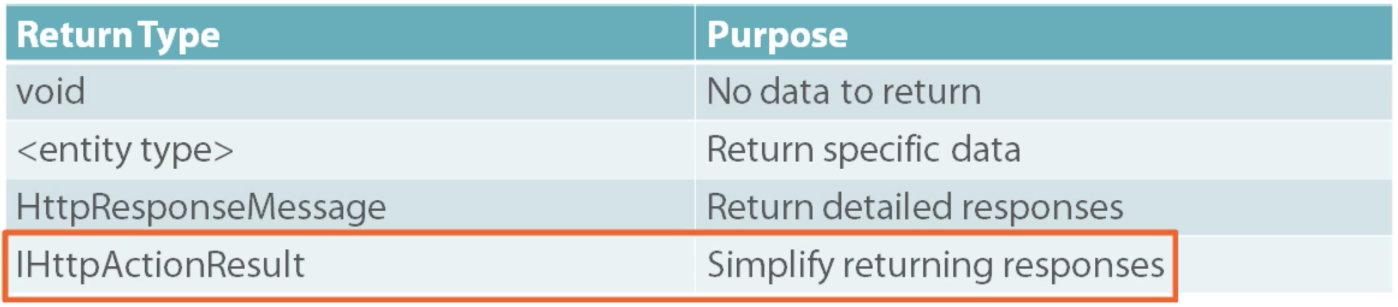 Return Type Purpose
void No data to return
<entity type> Return specific data
HttpResponseMessage Return detailed responses
IHttpActionResult Simplify returning responses